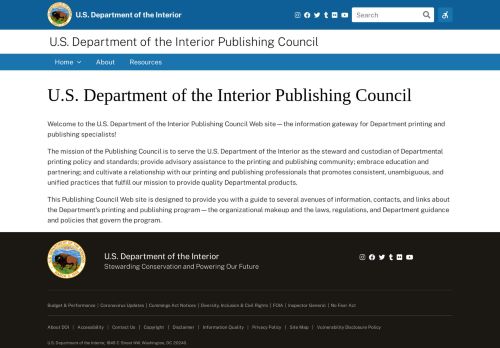 U.S. Department of the Interior
Search
U.S. Department of the Interior Publishing Council
Home About Resources
U.S. Department of the Interior Publishing Council
Welcome to the U.S. Department of the Interior Publishing Council Web site—the information gateway for Department printing and
publishing specialists!
The mission of the Publishing Council is to serve the U.S. Department of the Interior as the steward and custodian of Departmental
printing policy and standards; provide advisory assistance to the printing and publishing community; embrace education and
partnering; and cultivate a relationship with our printing and publishing professionals that promotes consistent, unambiguous, and
unified practices that fulfill our mission to provide quality Departmental products.
This Publishing Council Web site is designed to provide you with a guide to several avenues of information, contacts, and links about
the Department's printing and publishing program—the organizational makeup and the laws, regulations, and Department guidance
and policies that govern the program.
U.S. Department of the Interior
Stewarding Conservation and Powering Our Future
Budget & Performance | Coronavirus Updates | Cummings Act Notices | Diversity, Inclusion & Civil Rights | FOIA | Inspector General | No Fear Act
About DOI | Accessibility | Contact Us | Copyright | Disclaimer | Information Quality | Privacy Policy | Site Map | Vulnerability Disclosure Policy
U.S. Department of the Interior, 1849 C Street NW, Washington, DC 20240.